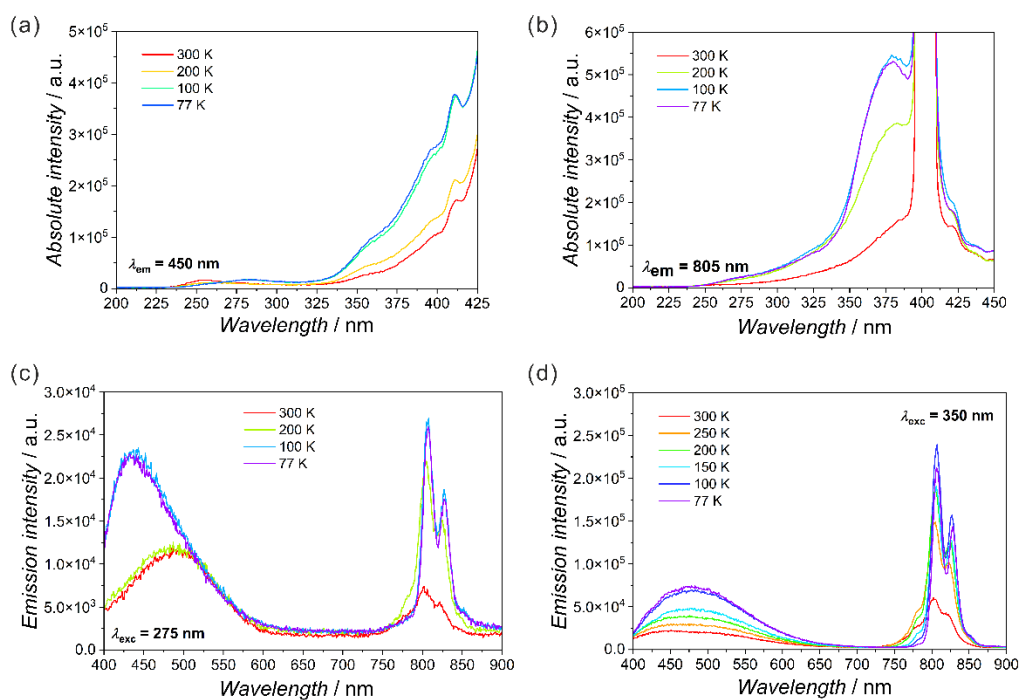 (a)
Absolute intensity / a.u.
5×10⁵
4×10⁵
3×10⁵
2×10⁵
1×10⁵
0
300 K
200 K
100 K
77 K
λem = 450 nm
200 225 250 275 300 325 350 375 400 425
Wavelength / nm
(b)
Absolute intensity / a.u.
6×10⁵
5×10⁵
4×10⁵
3×10⁵
2×10⁵
1×10⁵
0
300 K
200 K
100 K
77 K
λem = 805 nm
200 225 250 275 300 325 350 375 400 425 450
Wavelength / nm
(c)
Emission intensity / a.u.
3.0×10⁴
2.5×10⁴
2.0×10⁴
1.5×10⁴
1.0×10⁴
5.0×10³
0.0
300 K
200 K
100 K
77 K
λexc = 275 nm
400 450 500 550 600 650 700 750 800 850 900
Wavelength / nm
(d)
Emission intensity / a.u.
3.0×10⁵
2.5×10⁵
2.0×10⁵
1.5×10⁵
1.0×10⁵
5.0×10⁴
0.0
300 K
250 K
200 K
150 K
100 K
77 K
λexc = 350 nm
400 450 500 550 600 650 700 750 800 850 900
Wavelength / nm